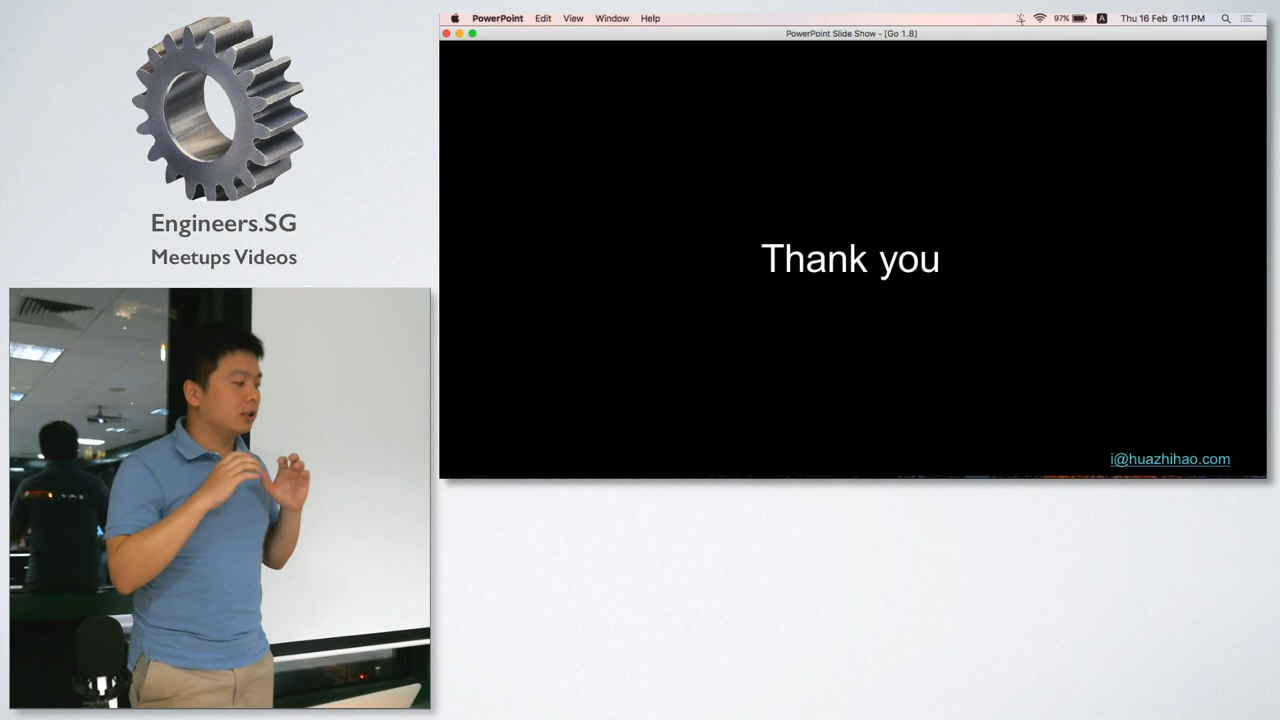 Engineers.SG
Meetups Videos
PowerPoint Edit View Window Help
97% A Thu 16 Feb 9:11 PM
PowerPoint Slide Show - [Go 1.8]
Thank you
i@huazhihao.com